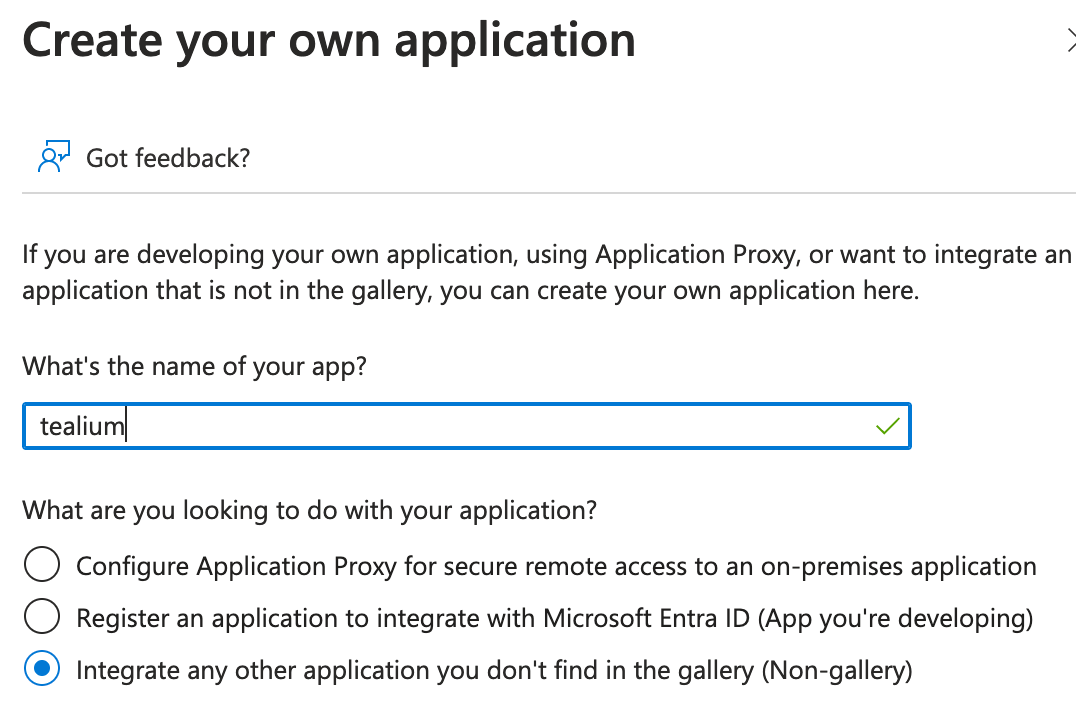 Create your own application
Got feedback?
If you are developing your own application, using Application Proxy, or want to integrate an
application that is not in the gallery, you can create your own application here.
What's the name of your app?
tealium
What are you looking to do with your application?
Configure Application Proxy for secure remote access to an on-premises application
Register an application to integrate with Microsoft Entra ID (App you're developing)
Integrate any other application you don't find in the gallery (Non-gallery)